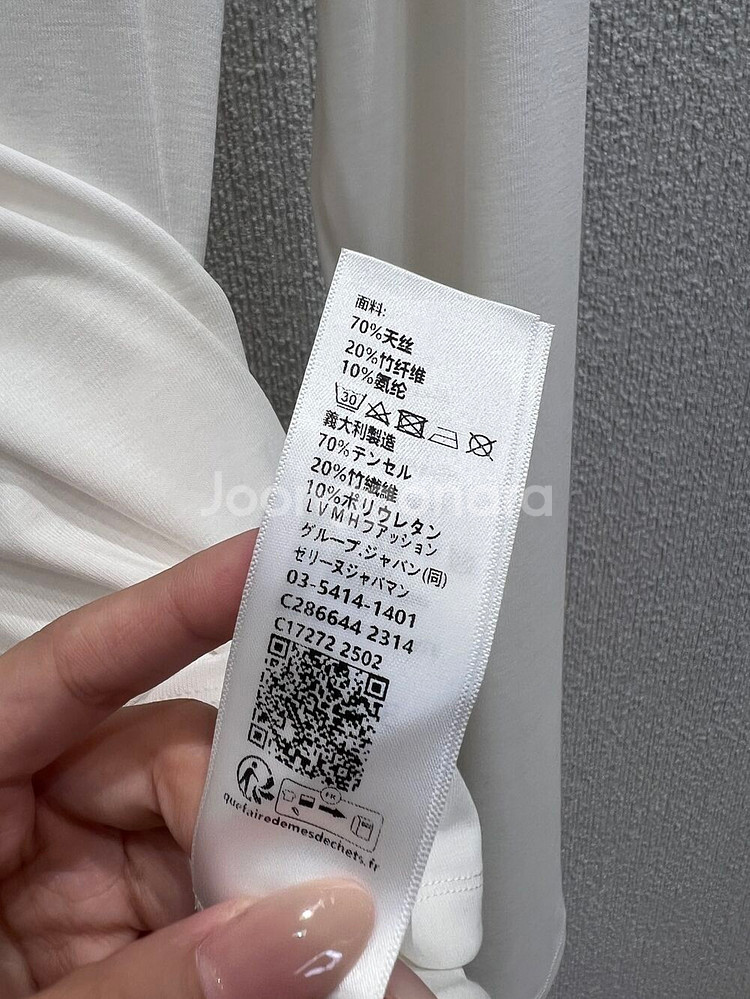 面料:
70%天丝
20%竹纤维
10%氨纶
30
義大利製造
70%テンセル
20%竹繊維
10%ポリウレタン
LVMHファッション
グループ.ジャパン(同)
ゼリーヌジャパマン
03-5414-1401
C286644 2314
C17272 2502
FR
quefairedemesdechets.fr